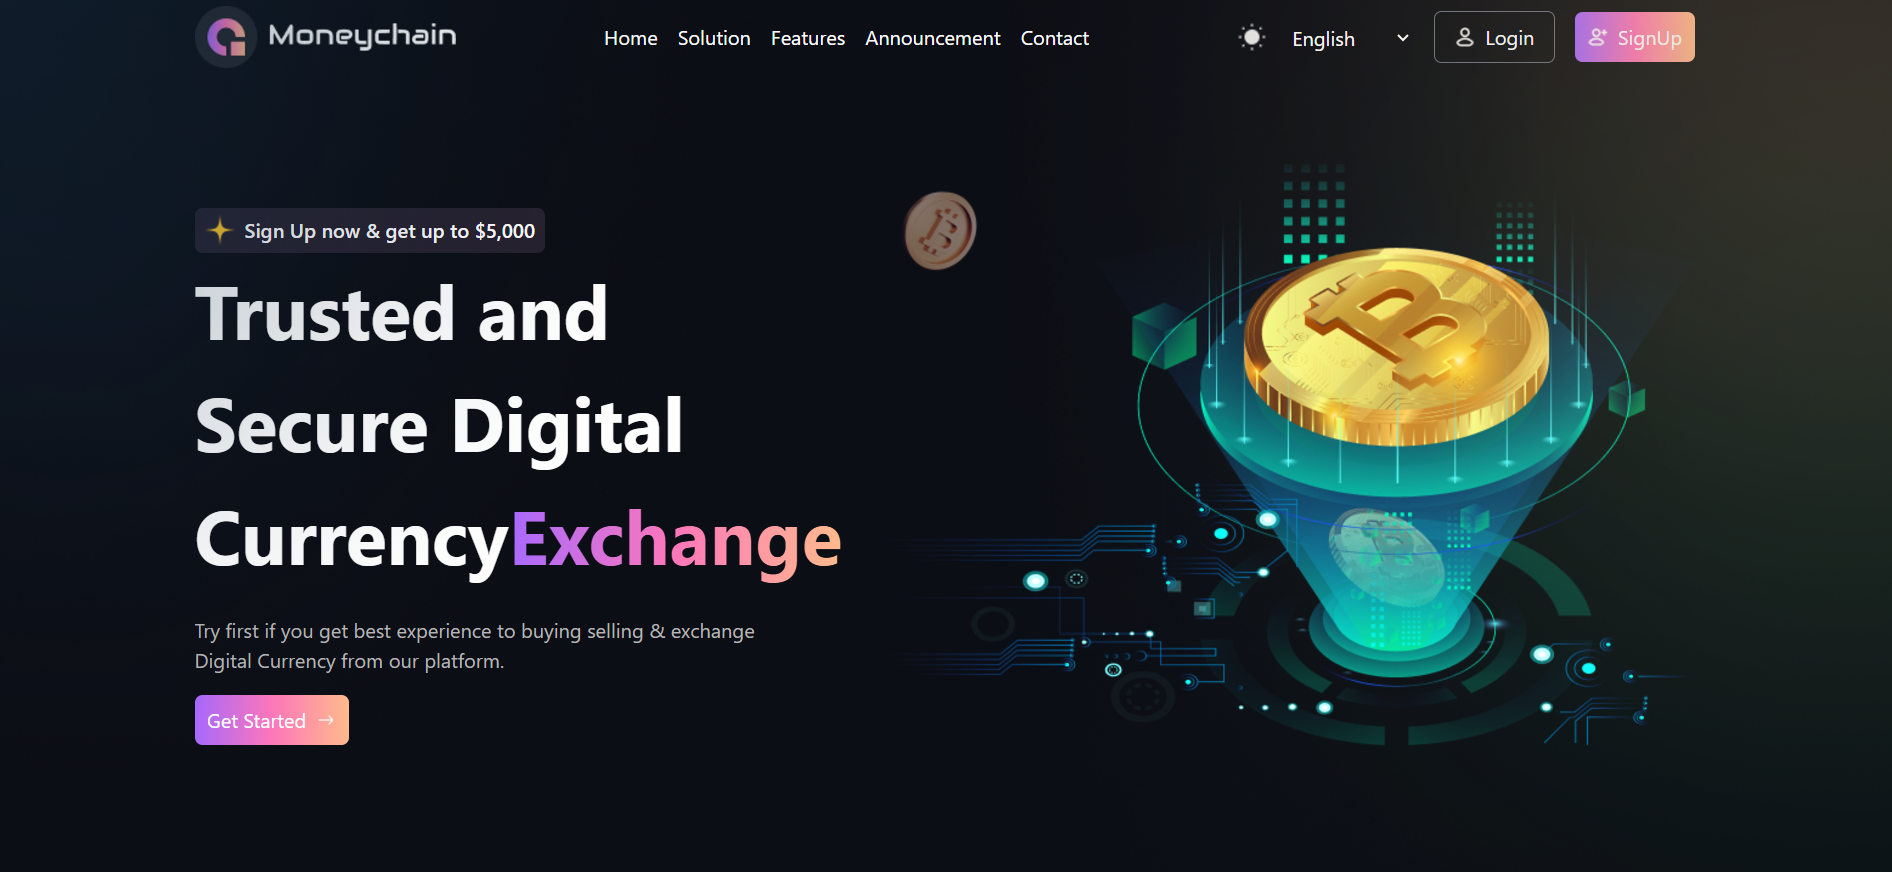 Moneychain
Home Solution Features Announcement Contact
English
Login
SignUp
Sign Up now & get up to $5,000
Trusted and
Secure Digital
CurrencyExchange
Try first if you get best experience to buying selling & exchange
Digital Currency from our platform.
Get Started →